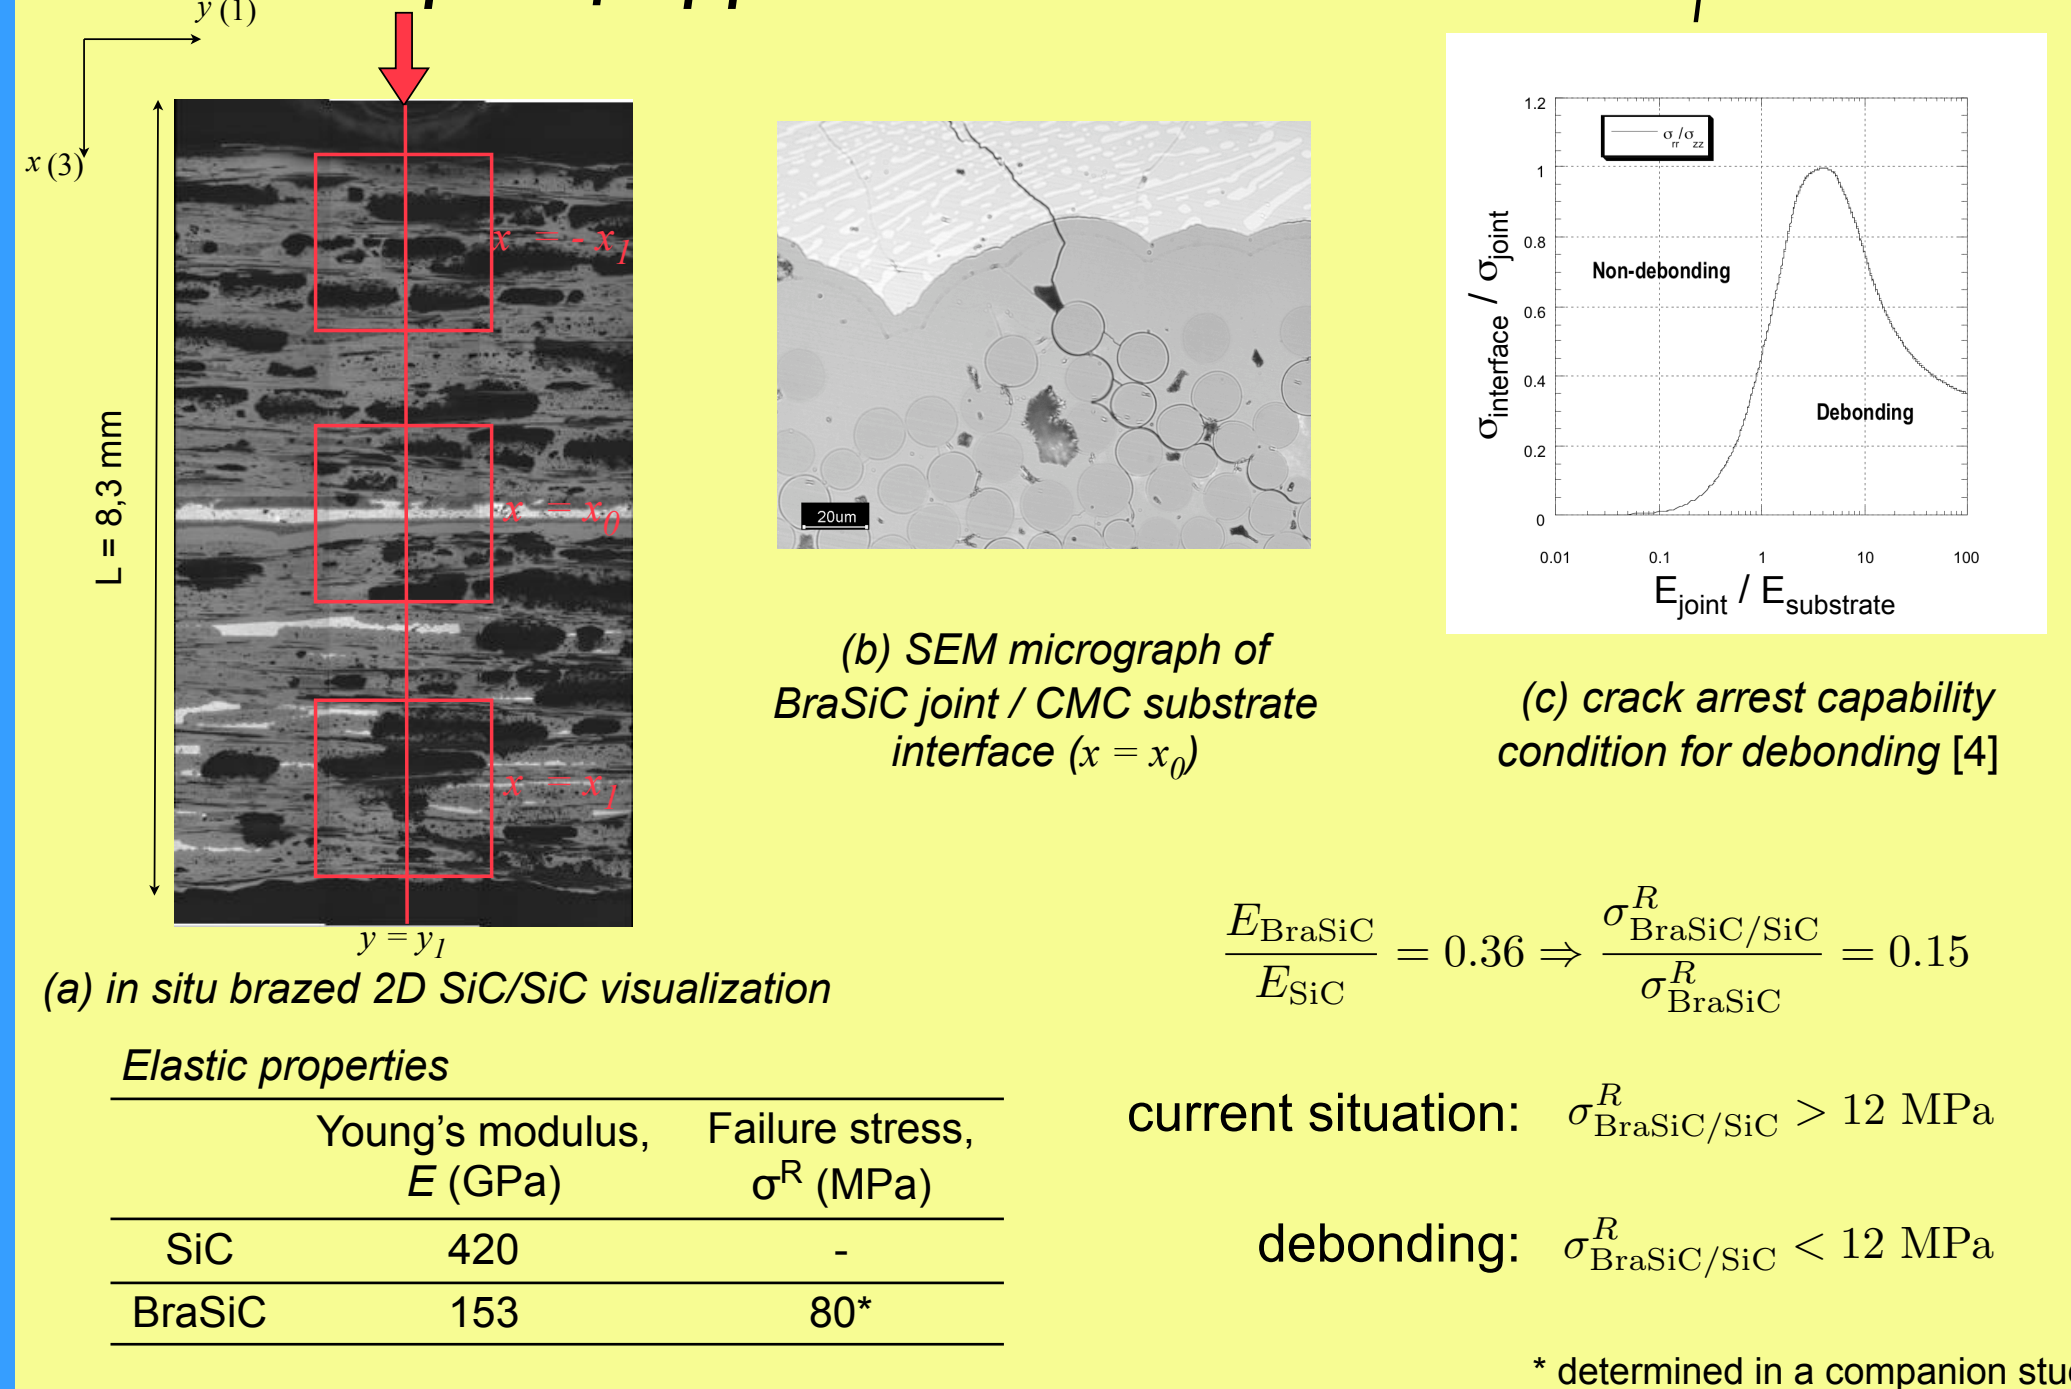 y (1)
x (3)
L = 8,3 mm
x = - x1
x = x0
x = x1
y = y1
(a) in situ brazed 2D SiC/SiC visualization
20um
(b) SEM micrograph of
BraSiC joint / CMC substrate
interface (x = x0)
1.2
1
0.8
0.6
0.4
0.2
0
σinterface / σjoint
σrr/σzz
Non-debonding
Debonding
0.01 0.1 1 10 100
Ejoint / Esubstrate
(c) crack arrest capability
condition for debonding [4]
Elastic properties
Young's modulus, Failure stress,
E (GPa) σR (MPa)
SiC 420 -
BraSiC 153 80*
EBraSiC / ESiC = 0.36 ⇒ σRBraSiC/SiC / σRBraSiC = 0.15
current situation: σRBraSiC/SiC > 12 MPa
debonding: σRBraSiC/SiC < 12 MPa
* determined in a companion